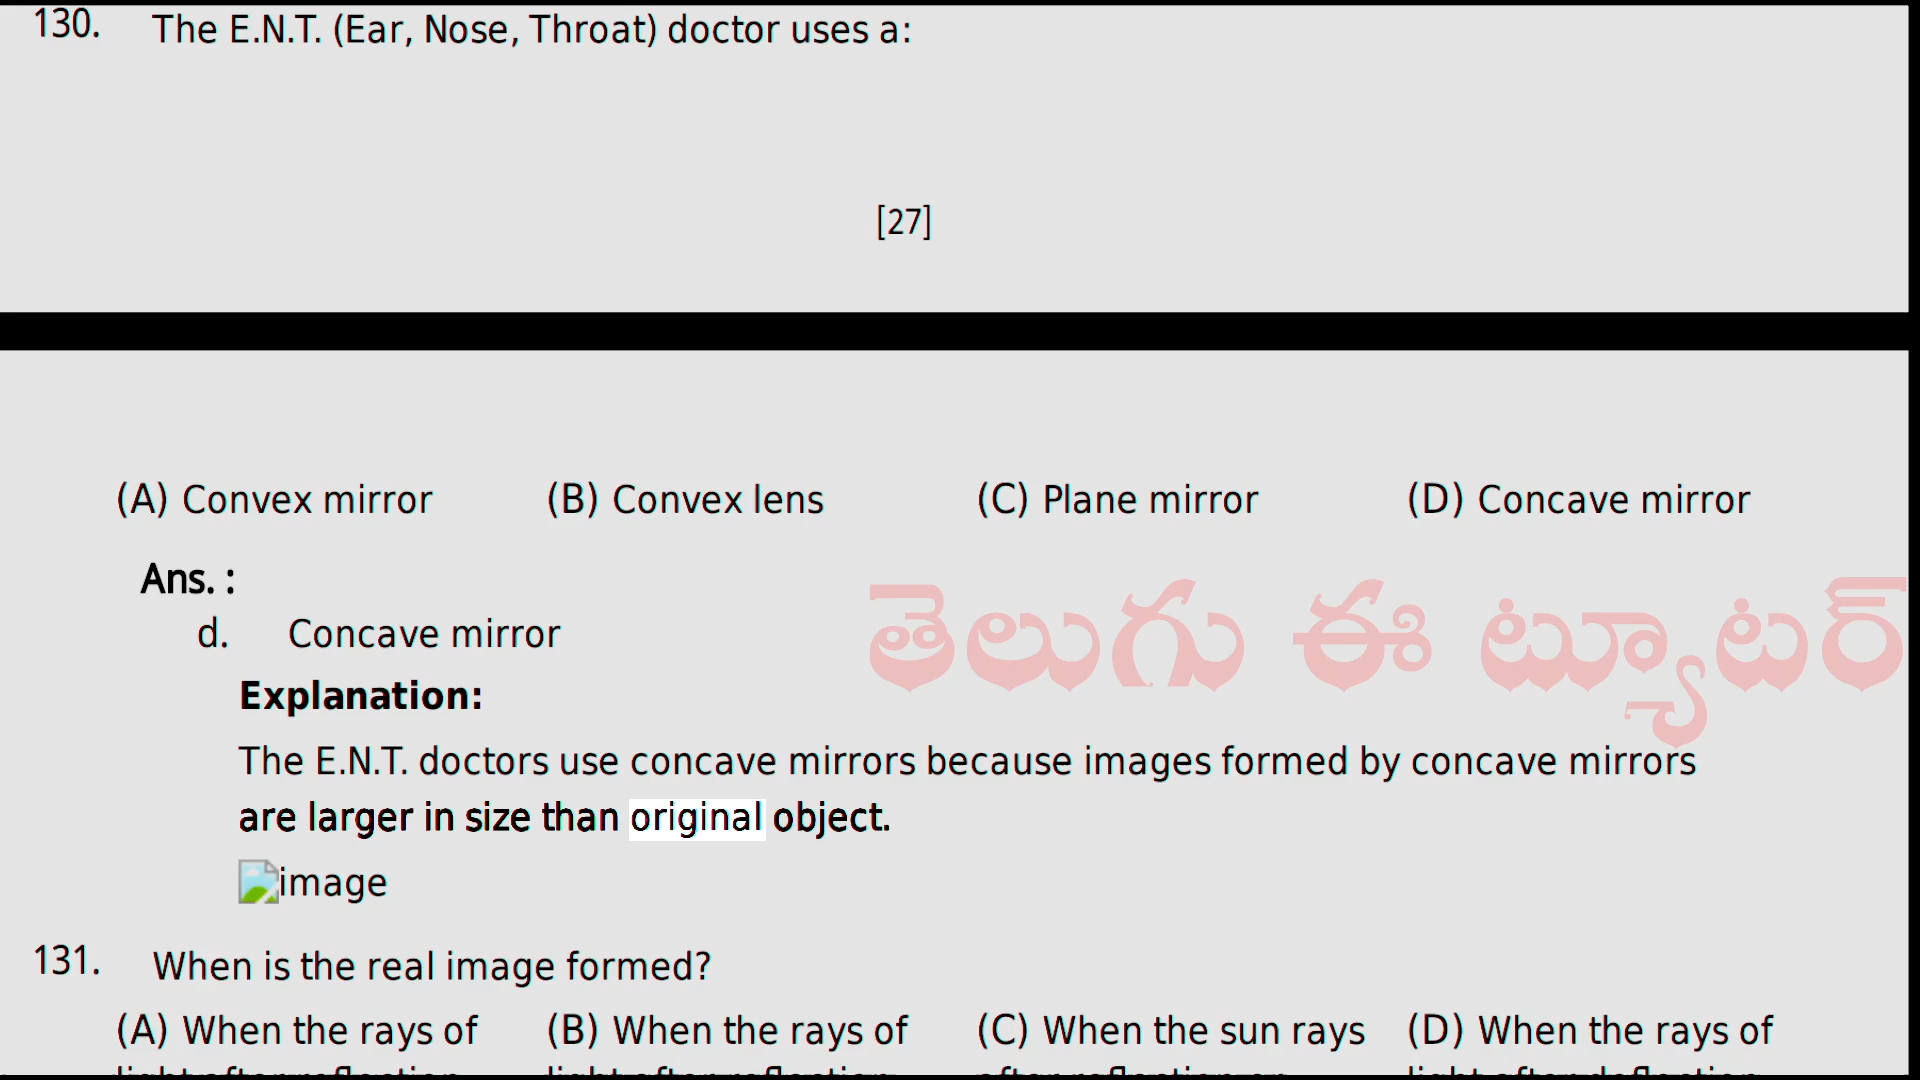 130. The E.N.T. (Ear, Nose, Throat) doctor uses a:
[27]
(A) Convex mirror (B) Convex lens (C) Plane mirror (D) Concave mirror
Ans. :
తెలుగు ఈ ట్యూటర్
d. Concave mirror
Explanation:
The E.N.T. doctors use concave mirrors because images formed by concave mirrors
are larger in size than original object.
image
131. When is the real image formed?
(A) When the rays of (B) When the rays of (C) When the sun rays (D) When the rays of